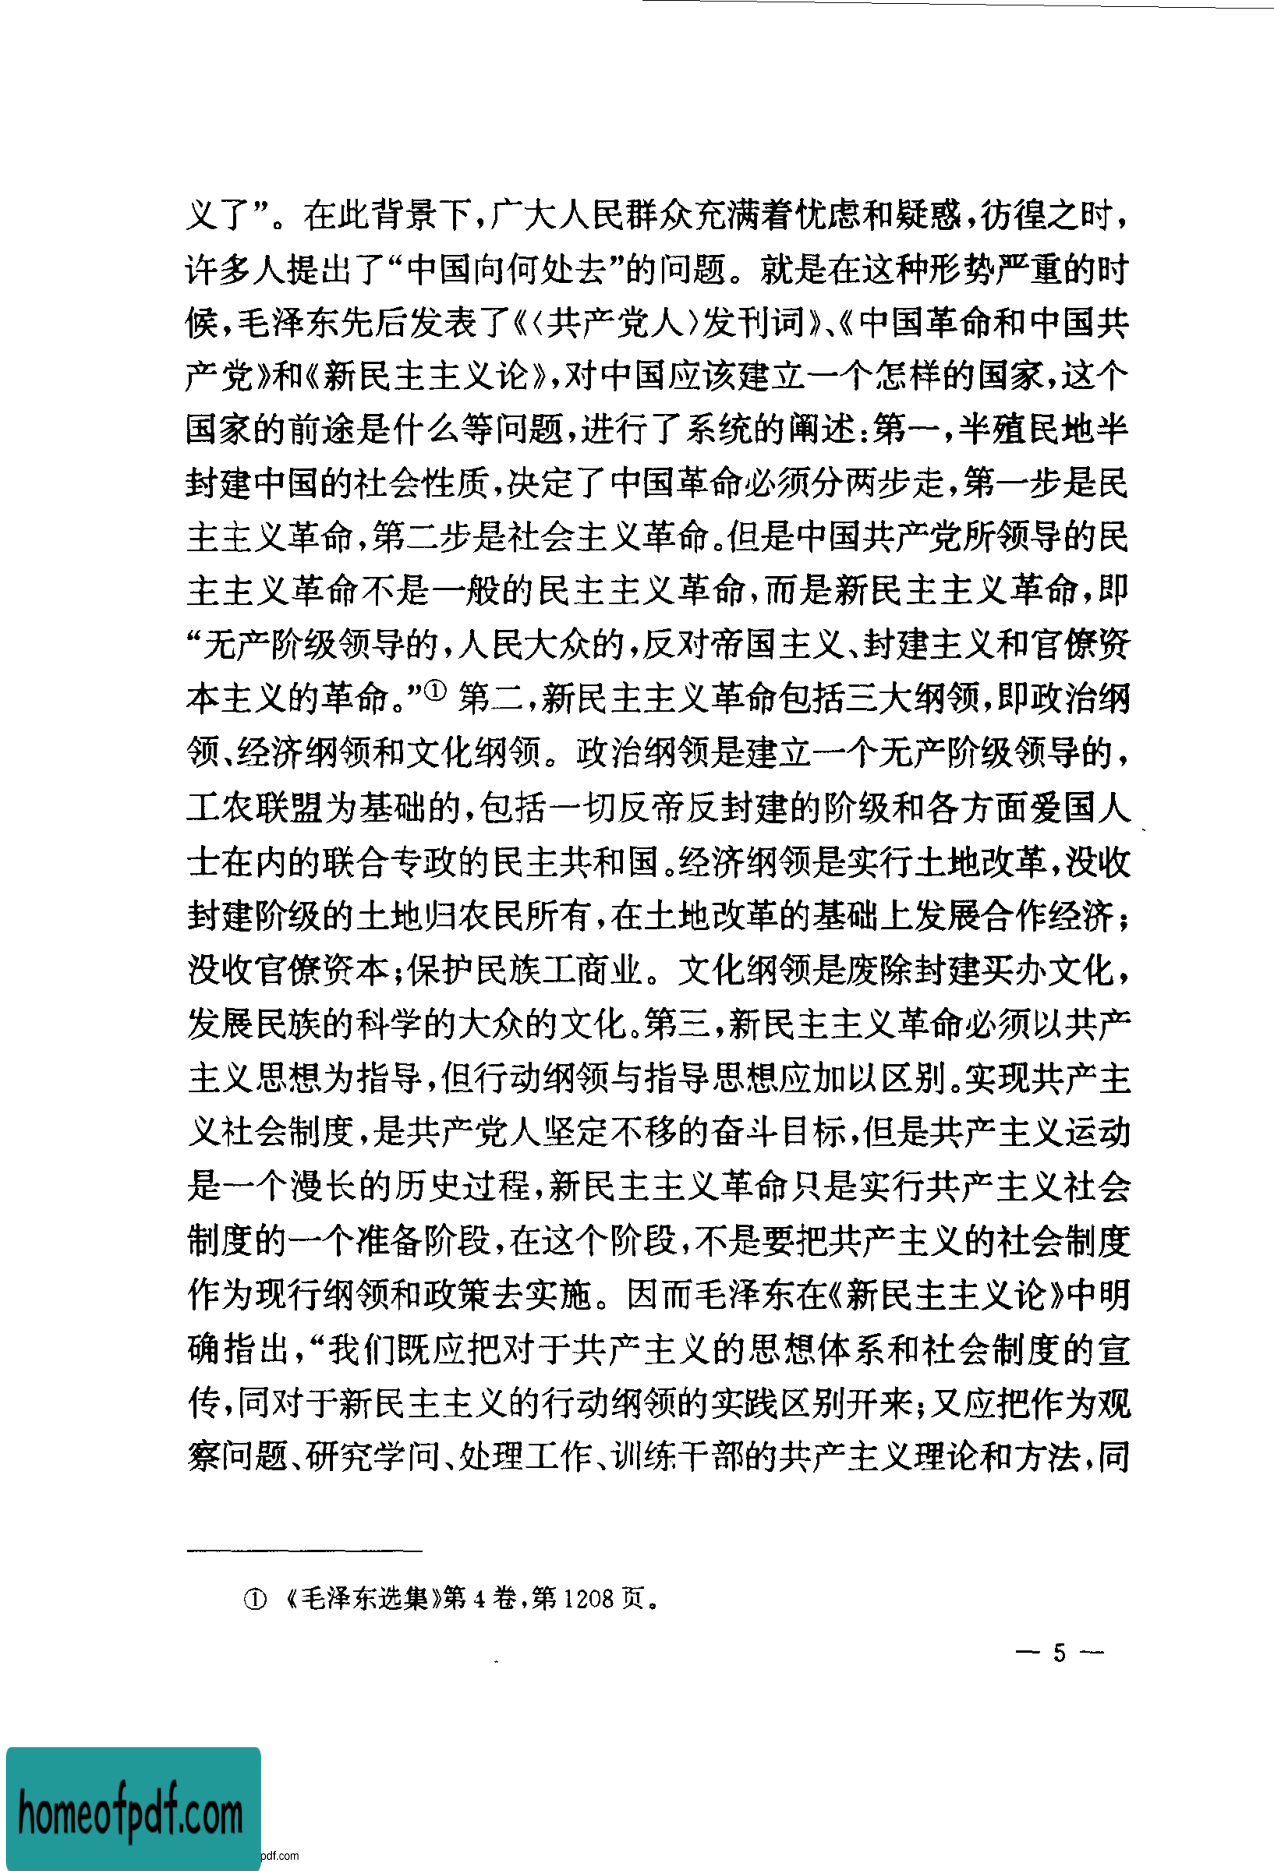 义了”。在此背景下，广大人民群众充满着忧虑和疑惑，彷徨之时，
许多人提出了“中国向何处去”的问题。就是在这种形势严重的时
候，毛泽东先后发表了《〈共产党人〉发刊词》、《中国革命和中国共
产党》和《新民主主义论》，对中国应该建立一个怎样的国家，这个
国家的前途是什么等问题，进行了系统的阐述：第一，半殖民地半
封建中国的社会性质，决定了中国革命必须分两步走，第一步是民
主主义革命，第二步是社会主义革命。但是中国共产党所领导的民
主主义革命不是一般的民主主义革命，而是新民主主义革命，即
“无产阶级领导的，人民大众的，反对帝国主义、封建主义和官僚资
本主义的革命。”① 第二，新民主主义革命包括三大纲领，即政治纲
领、经济纲领和文化纲领。政治纲领是建立一个无产阶级领导的，
工农联盟为基础的，包括一切反帝反封建的阶级和各方面爱国人
士在内的联合专政的民主共和国。经济纲领是实行土地改革，没收
封建阶级的土地归农民所有，在土地改革的基础上发展合作经济；
没收官僚资本；保护民族工商业。文化纲领是废除封建买办文化，
发展民族的科学的大众的文化。第三，新民主主义革命必须以共产
主义思想为指导，但行动纲领与指导思想应加以区别。实现共产主
义社会制度，是共产党人坚定不移的奋斗目标，但是共产主义运动
是一个漫长的历史过程，新民主主义革命只是实行共产主义社会
制度的一个准备阶段，在这个阶段，不是要把共产主义的社会制度
作为现行纲领和政策去实施。因而毛泽东在《新民主主义论》中明
确指出，“我们既应把对于共产主义的思想体系和社会制度的宣
传，同对于新民主主义的行动纲领的实践区别开来；又应把作为观
察问题、研究学问、处理工作、训练干部的共产主义理论和方法，同
① 《毛泽东选集》第 4 卷，第 1208 页。
— 5 —
homeofpdf.com
pdf.com